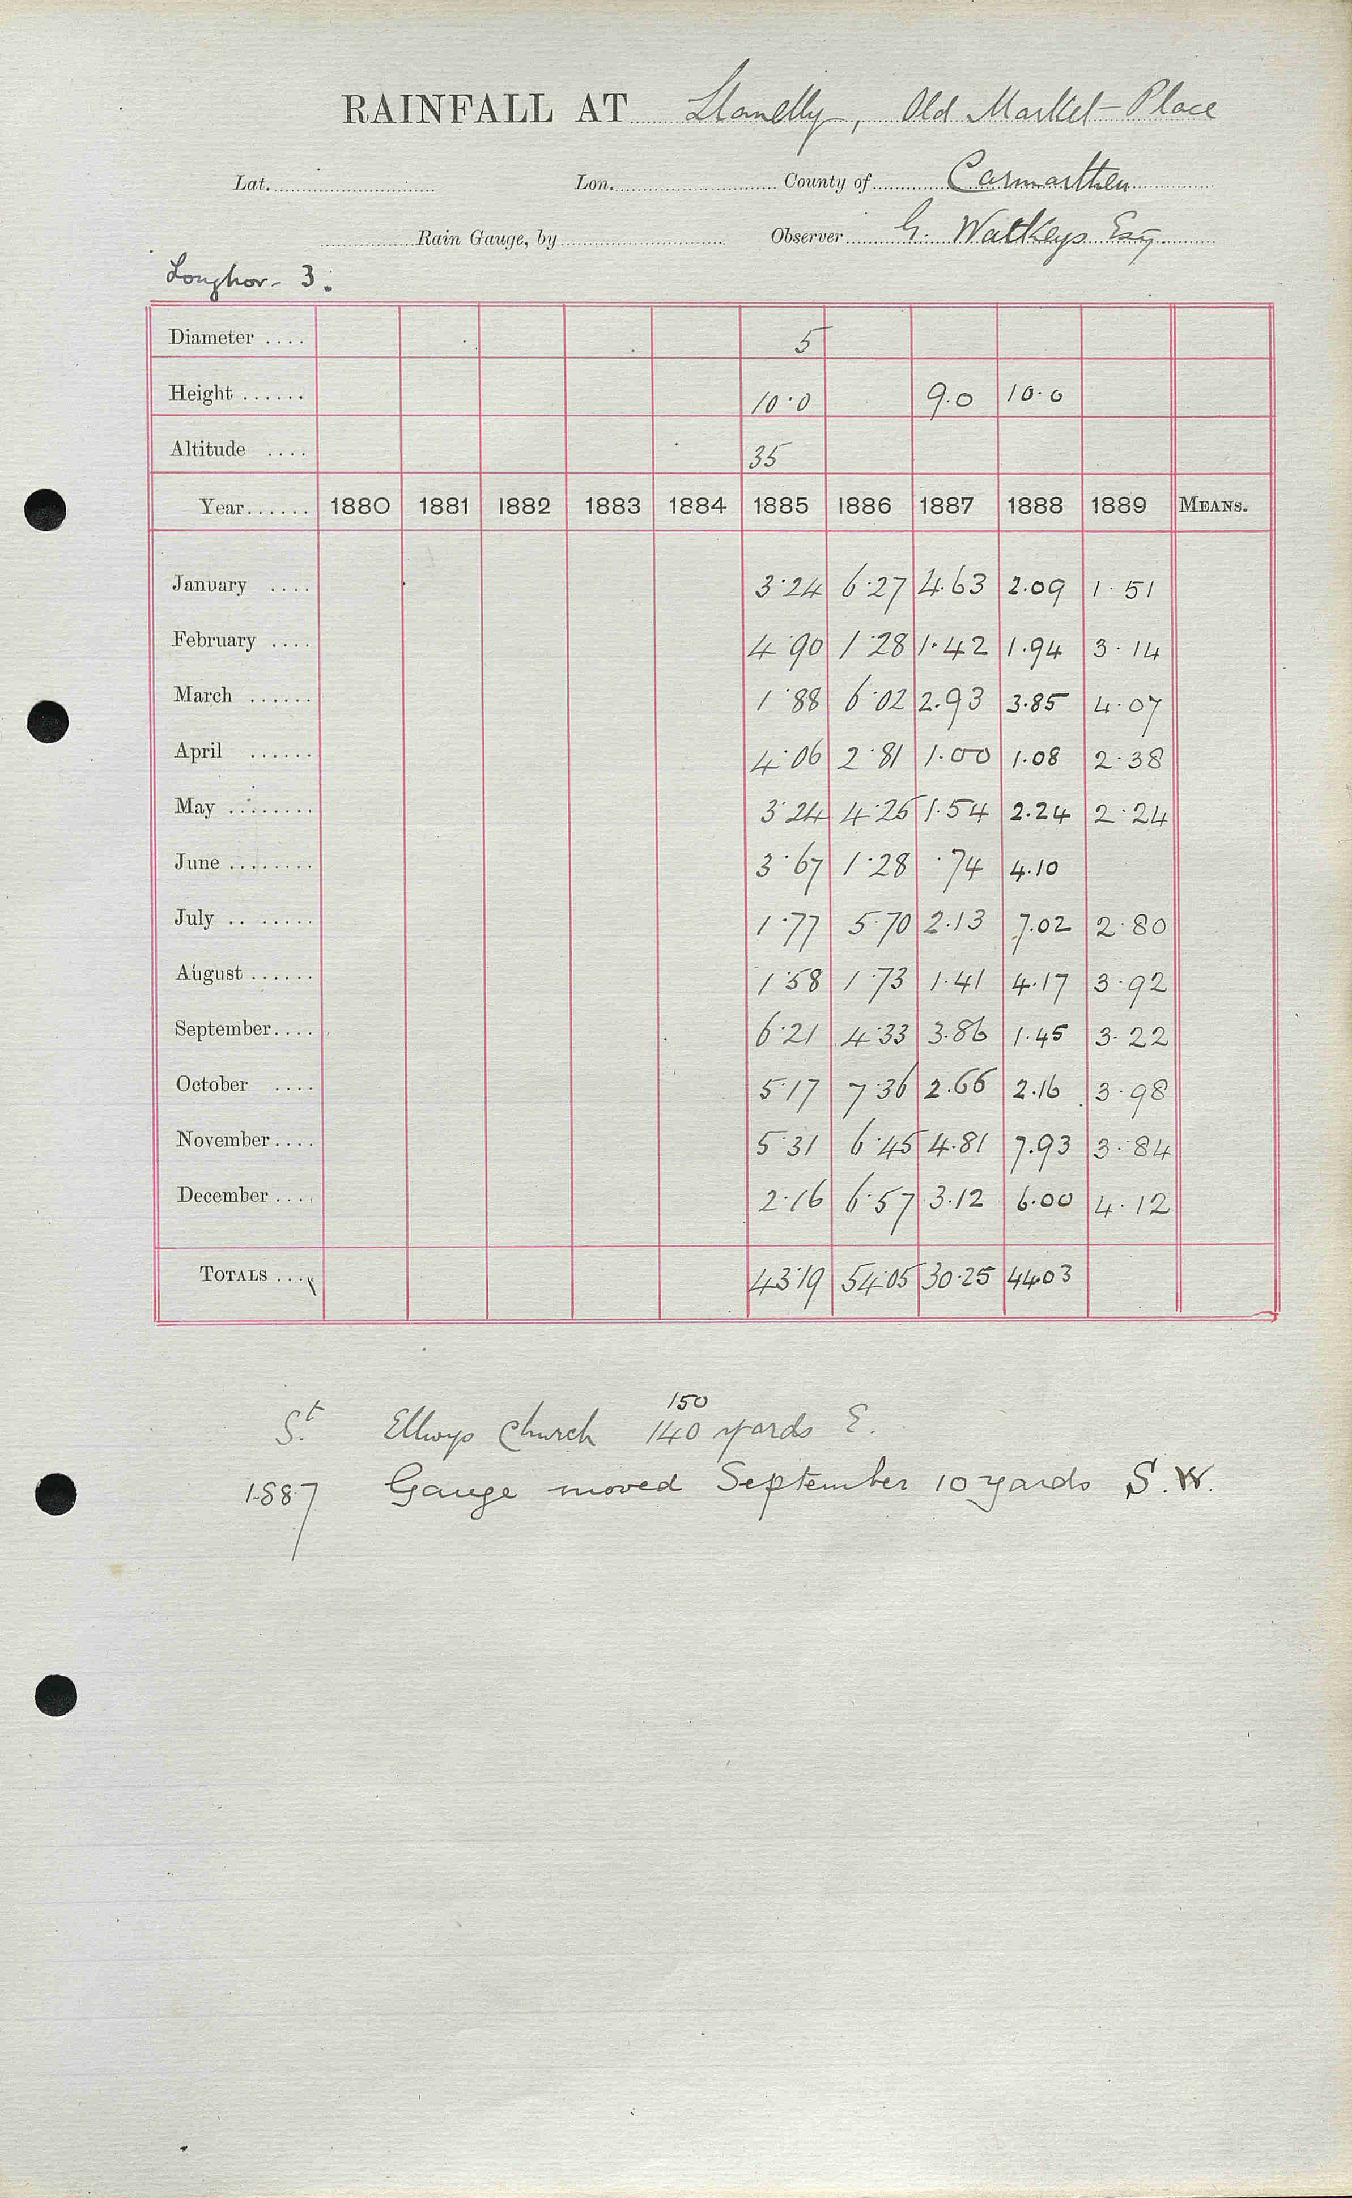 RAINFALL AT Llanelly, Old Market Place
Lat. Lon. County of Carmarthen
Rain Gauge, by Observer G. Watkeys Esq
Loughor - 3.
Diameter .... 5
Height ...... 10.0 9.0 10.0
Altitude .... 35
Year...... 1880 1881 1882 1883 1884 1885 1886 1887 1888 1889 MEANS.
January .... 3.24 6.27 4.63 2.09 1.51
February .... 4.90 1.28 1.42 1.94 3.14
March ...... 1.88 6.02 2.93 3.85 4.07
April ...... 4.06 2.81 1.00 1.08 2.38
May ........ 3.24 4.25 1.54 2.24 2.24
June ........ 3.67 1.28 .74 4.10
July ........ 1.77 5.70 2.13 7.02 2.80
August ...... 1.58 1.73 1.41 4.17 3.92
September.... 6.21 4.33 3.86 1.45 3.22
October .... 5.17 7.36 2.66 2.16 3.98
November.... 5.31 6.45 4.81 7.93 3.84
December .... 2.16 6.57 3.12 6.00 4.12
TOTALS .... 43.19 54.05 30.25 44.03
150
St. Ellwys Church 140 yards E.
1887 Gauge moved September 10 yards S.W.